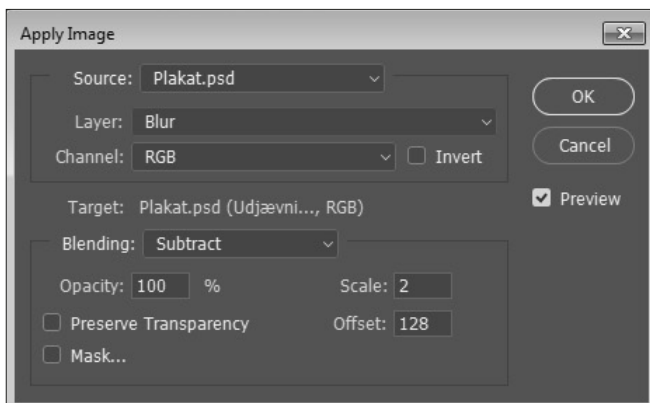 Apply Image
Source: Plakat.psd
OK
Layer: Blur
Cancel
Channel: RGB Invert
Target: Plakat.psd (Udjævni..., RGB)
Preview
Blending: Subtract
Opacity: 100 % Scale: 2
Preserve Transparency Offset: 128
Mask...